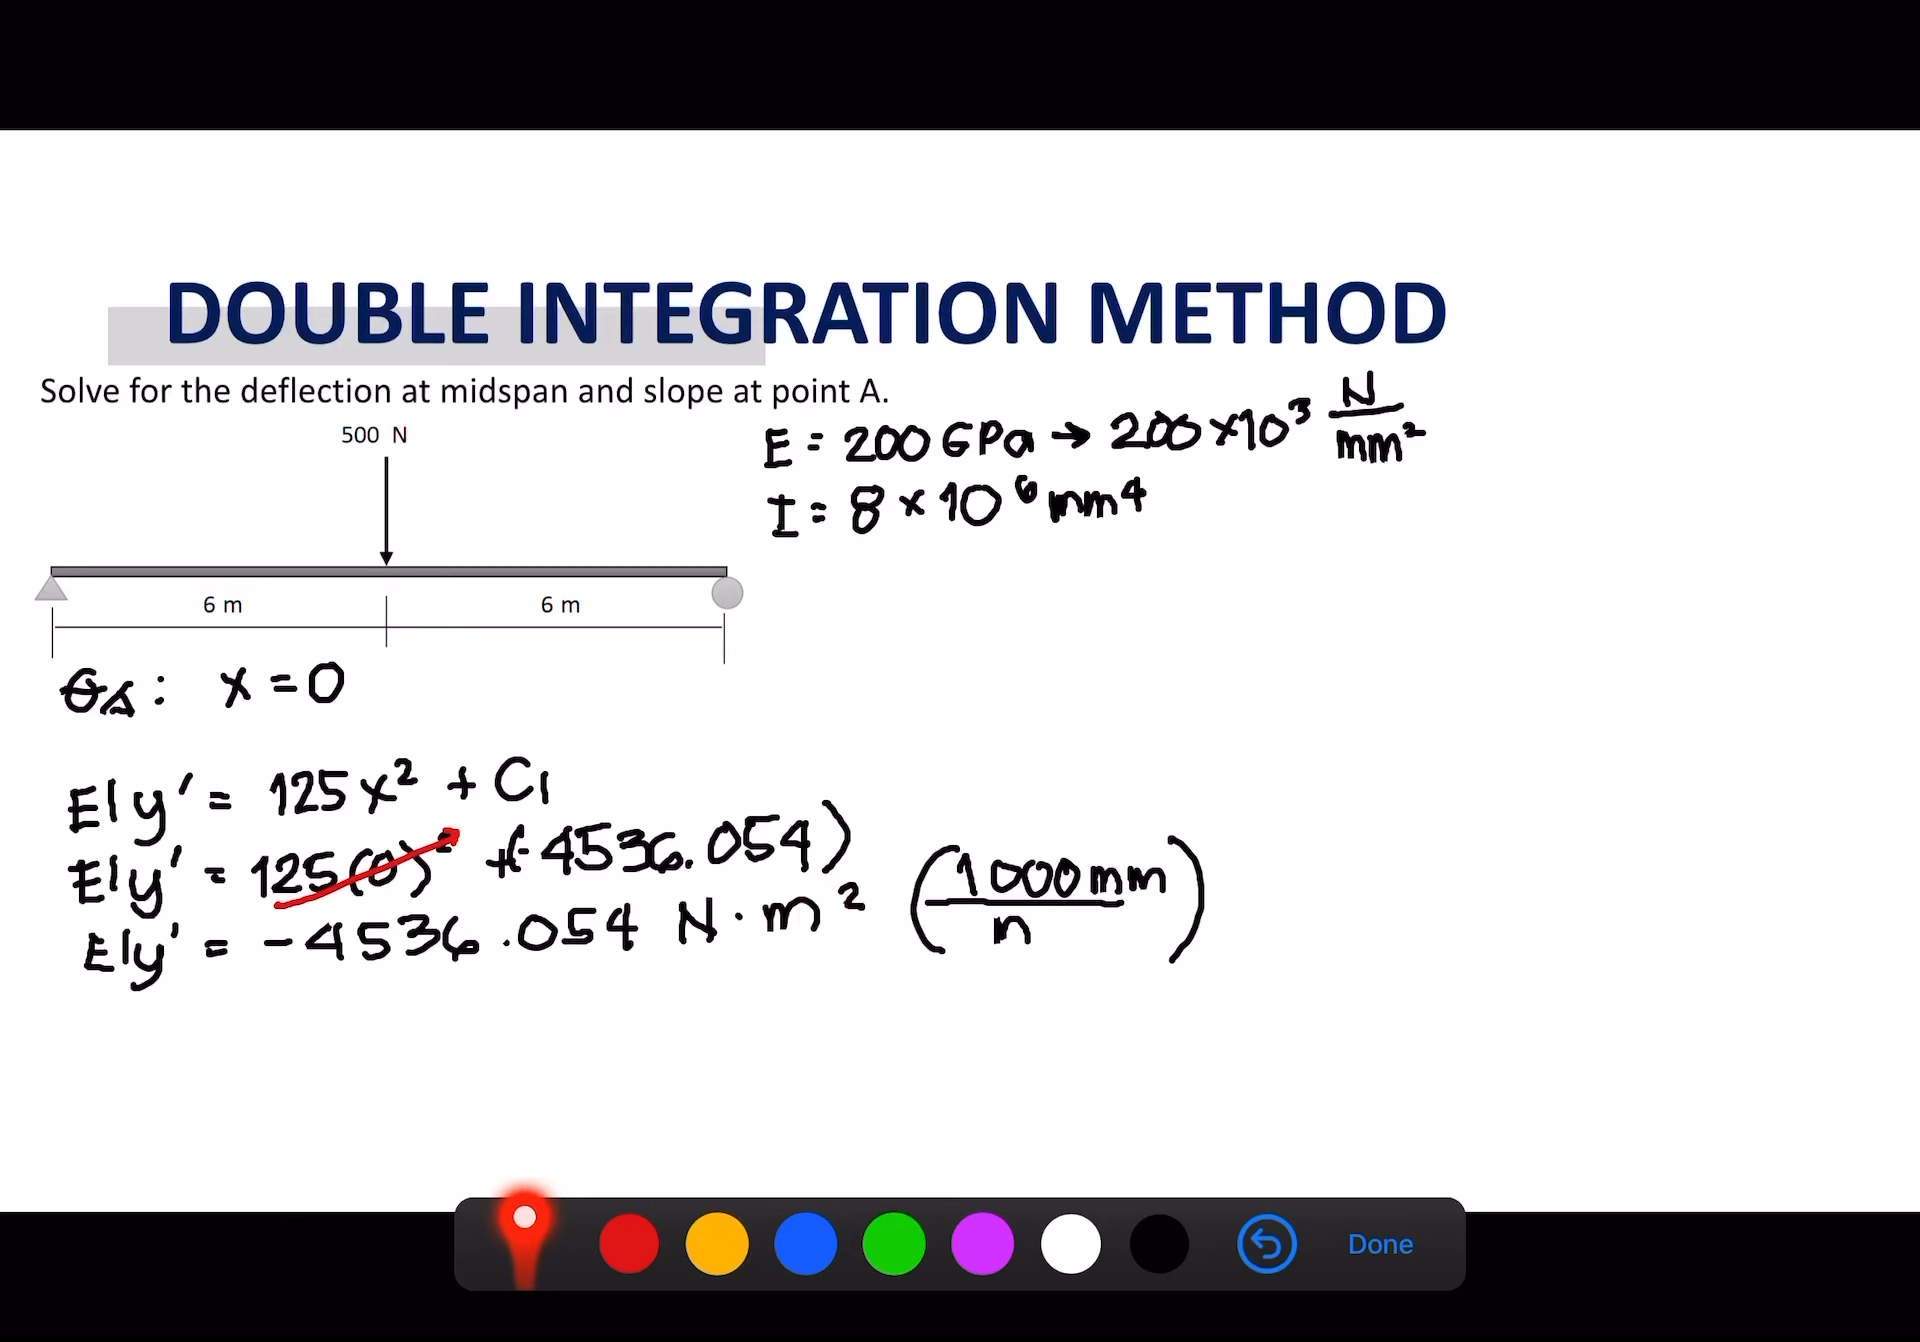 DOUBLE INTEGRATION METHOD
Solve for the deflection at midspan and slope at point A.
500 N
E = 200 GPa → 200 x10³ N/mm²
I = 8 x 10⁶ mm4
6 m 6 m
θA : x = 0
EIy' = 125x² + C1
EIy' = 125(0)² +(-4536.054)
EIy' = -4536.054 N·m² (1000mm/n)
Done